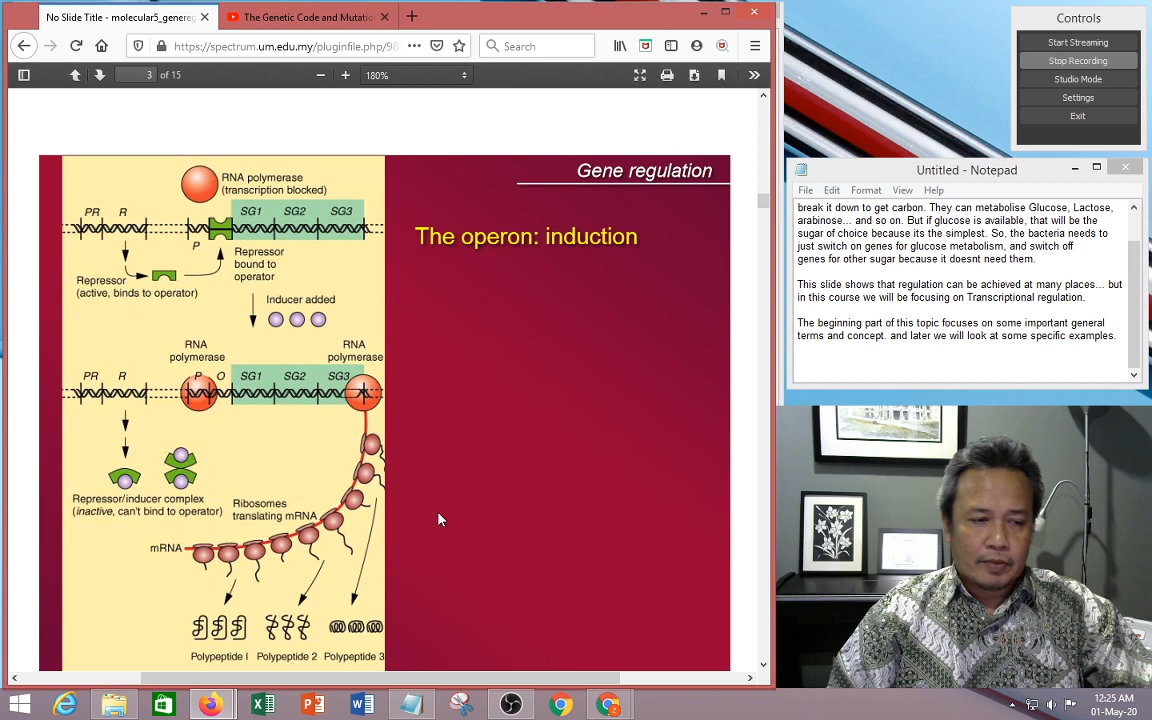 No Slide Title - molecular5_genereg
The Genetic Code and Mutatio
https://spectrum.um.edu.my/pluginfile.php/98
Search
3 of 15
180%
Gene regulation
The operon: induction
RNA polymerase
(transcription blocked)
PR R SG1 SG2 SG3
P
Repressor
bound to
operator
Repressor
(active, binds to operator)
Inducer added
RNA
polymerase
RNA
polymerase
PR R P O SG1 SG2 SG3
Repressor/inducer complex
(inactive, can't bind to operator)
Ribosomes
translating mRNA
mRNA
Polypeptide I Polypeptide 2 Polypeptide 3
Controls
Start Streaming
Stop Recording
Studio Mode
Settings
Exit
Untitled - Notepad
File Edit Format View Help
break it down to get carbon. They can metabolise Glucose, Lactose,
arabinose... and so on. But if glucose is available, that will be the
sugar of choice because its the simplest. So, the bacteria needs to
just switch on genes for glucose metabolism, and switch off
genes for other sugar because it doesnt need them.
This slide shows that regulation can be achieved at many places... but
in this course we will be focusing on Transcriptional regulation.
The beginning part of this topic focuses on some important general
terms and concept. and later we will look at some specific examples.
12:25 AM
01-May-20